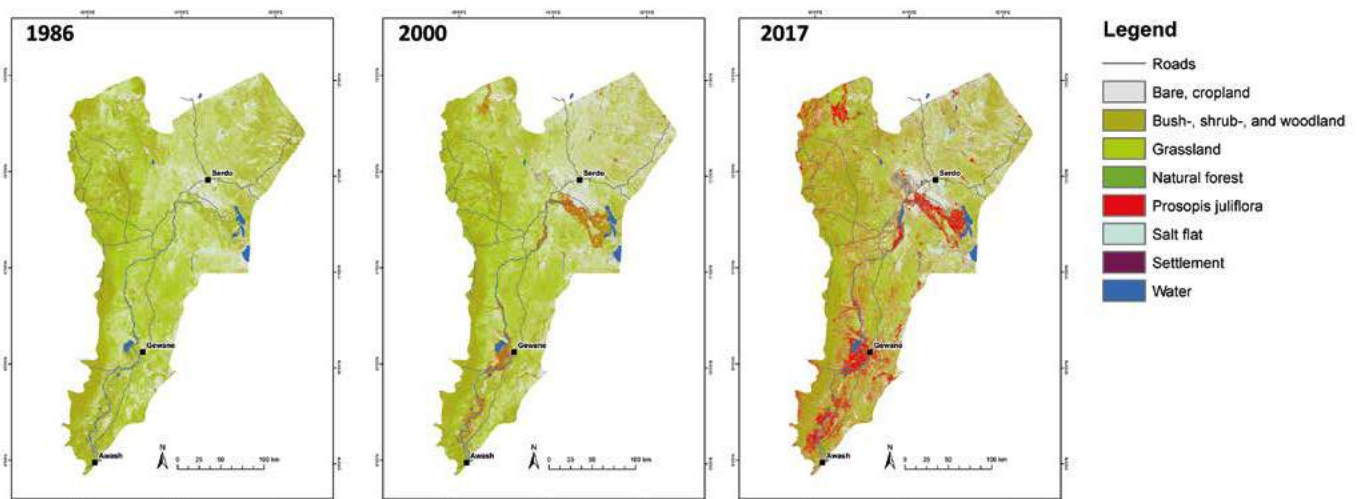 1986
Serdo
Gewane
Awash
N
0 25 50 100 km
2000
Serdo
Gewane
Awash
N
0 25 50 100 km
2017
Serdo
Gewane
Awash
N
0 25 50 100 km
Legend
Roads
Bare, cropland
Bush-, shrub-, and woodland
Grassland
Natural forest
Prosopis juliflora
Salt flat
Settlement
Water